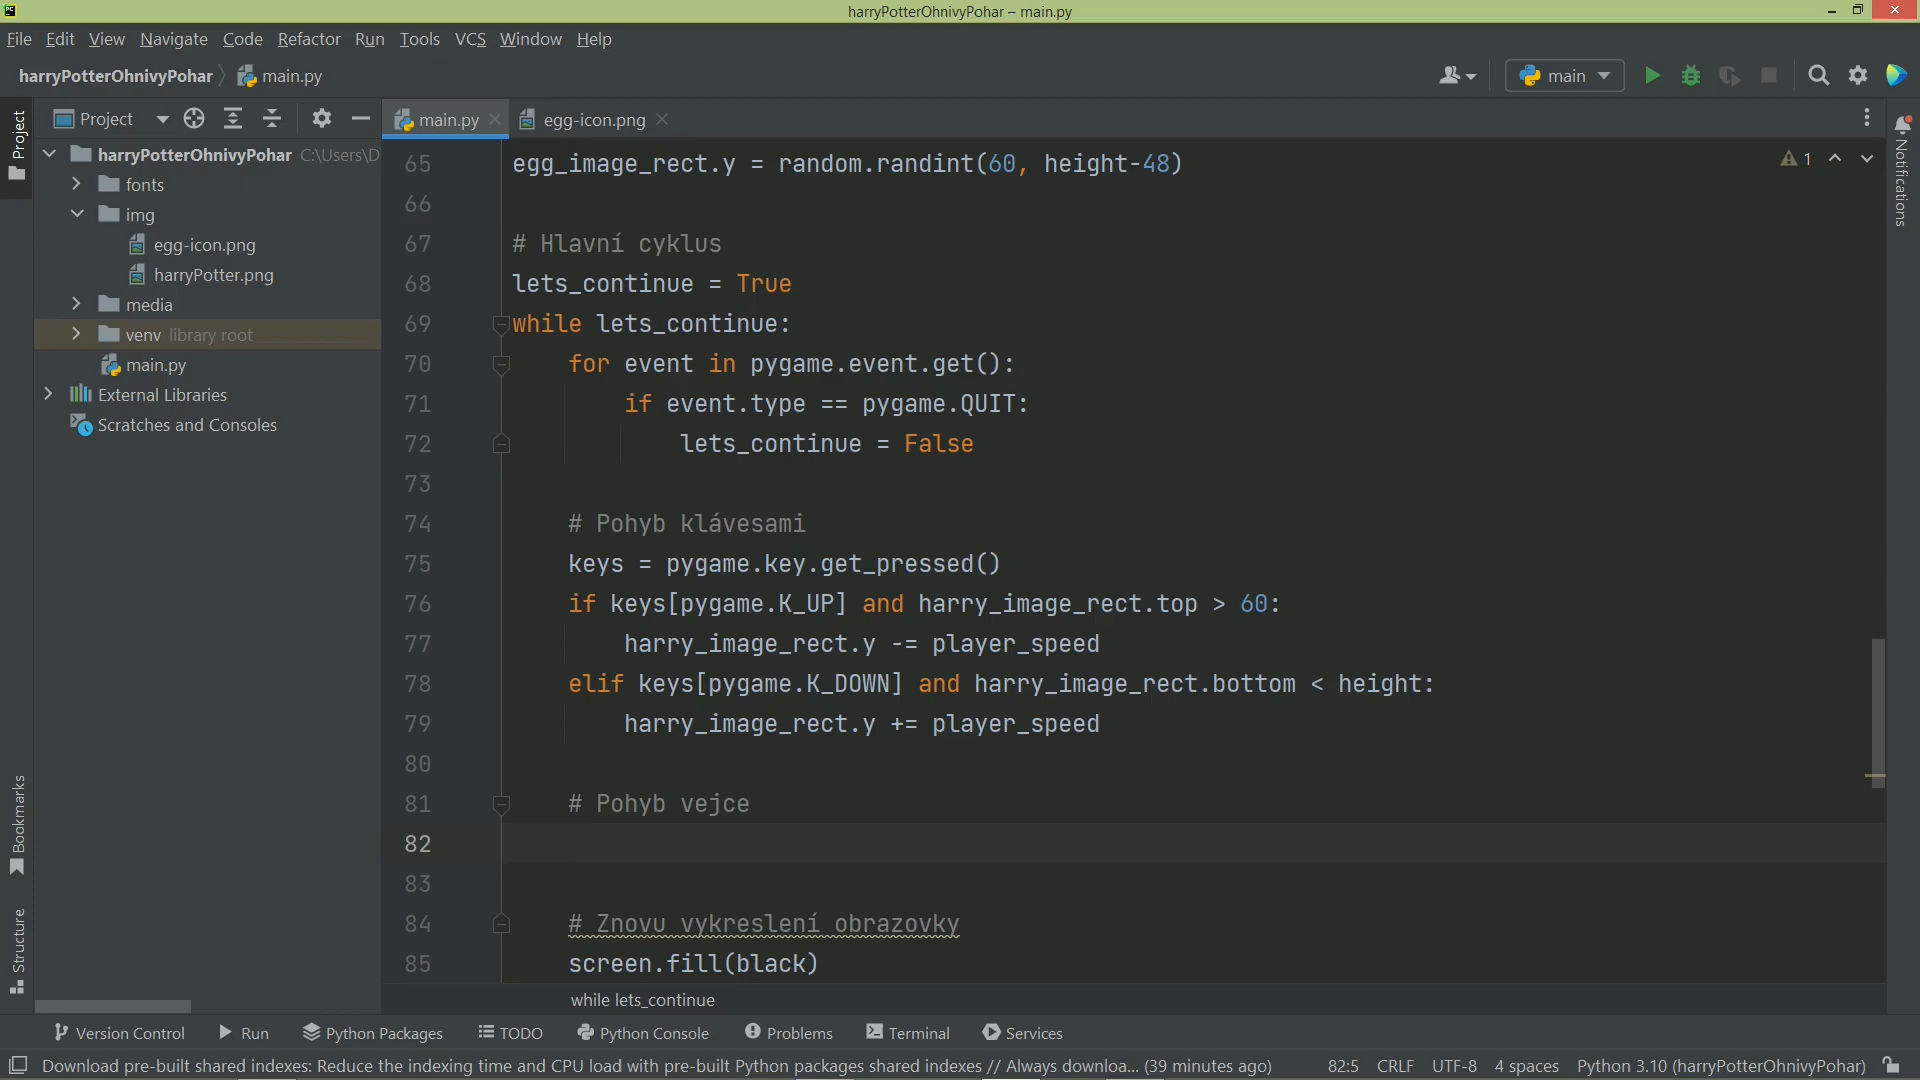 harryPotterOhnivyPohar – main.py
File Edit View Navigate Code Refactor Run Tools VCS Window Help
harryPotterOhnivyPohar main.py
main
Project
main.py
egg-icon.png
Project
harryPotterOhnivyPohar C:\Users\D
fonts
img
egg-icon.png
harryPotter.png
media
venv library root
main.py
External Libraries
Scratches and Consoles
Bookmarks
Structure
65 egg_image_rect.y = random.randint(60, height-48)
66
67 # Hlavní cyklus
68 lets_continue = True
69 while lets_continue:
70 for event in pygame.event.get():
71 if event.type == pygame.QUIT:
72 lets_continue = False
73
74 # Pohyb klávesami
75 keys = pygame.key.get_pressed()
76 if keys[pygame.K_UP] and harry_image_rect.top > 60:
77 harry_image_rect.y -= player_speed
78 elif keys[pygame.K_DOWN] and harry_image_rect.bottom < height:
79 harry_image_rect.y += player_speed
80
81 # Pohyb vejce
82
83
84 # Znovu vykreslení obrazovky
85 screen.fill(black)
1
Notifications
while lets_continue
Version Control Run Python Packages TODO Python Console Problems Terminal Services
Download pre-built shared indexes: Reduce the indexing time and CPU load with pre-built Python packages shared indexes // Always downloa... (39 minutes ago) 82:5 CRLF UTF-8 4 spaces Python 3.10 (harryPotterOhnivyPohar)